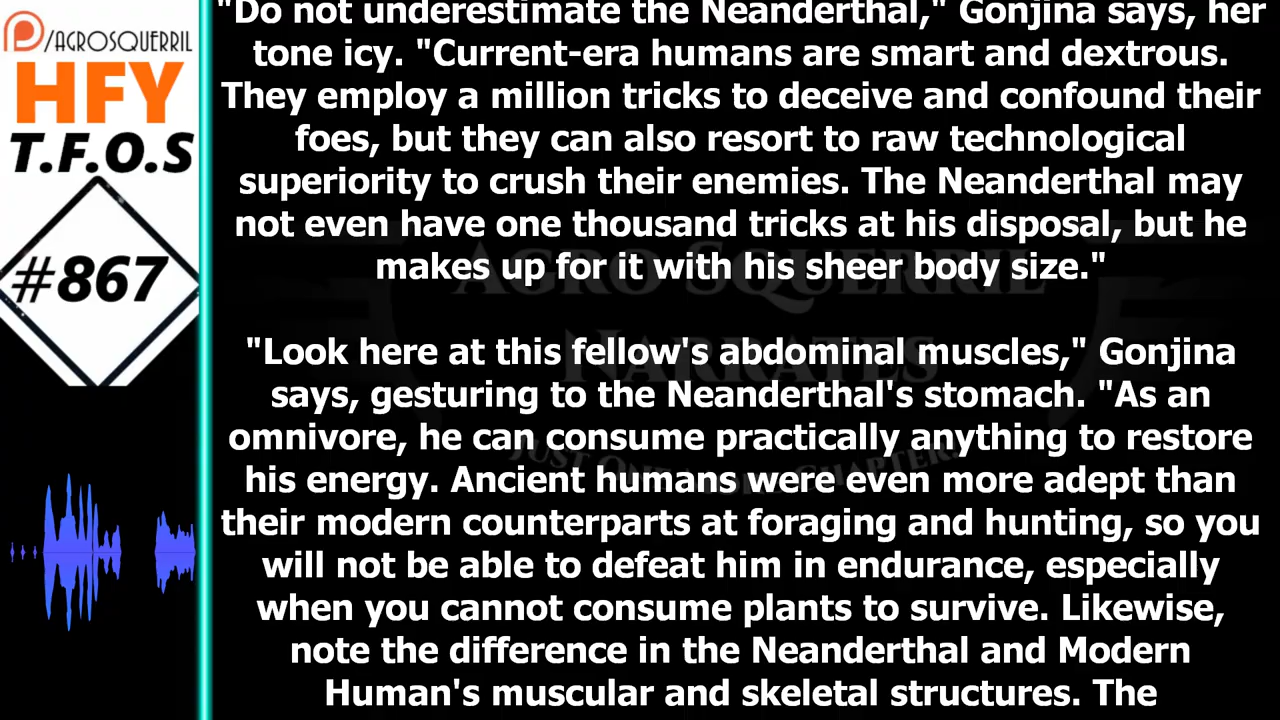 /AGROSQUERRIL
HFY
T.F.O.S
#867
"Do not underestimate the Neanderthal," Gonjina says, her
tone icy. "Current-era humans are smart and dextrous.
They employ a million tricks to deceive and confound their
foes, but they can also resort to raw technological
superiority to crush their enemies. The Neanderthal may
not even have one thousand tricks at his disposal, but he
makes up for it with his sheer body size."
"Look here at this fellow's abdominal muscles," Gonjina
says, gesturing to the Neanderthal's stomach. "As an
omnivore, he can consume practically anything to restore
his energy. Ancient humans were even more adept than
their modern counterparts at foraging and hunting, so you
will not be able to defeat him in endurance, especially
when you cannot consume plants to survive. Likewise,
note the difference in the Neanderthal and Modern
Human's muscular and skeletal structures. The
AGRO SQUERRIL
NARRATES
JUST ONE MORE CHAPTER